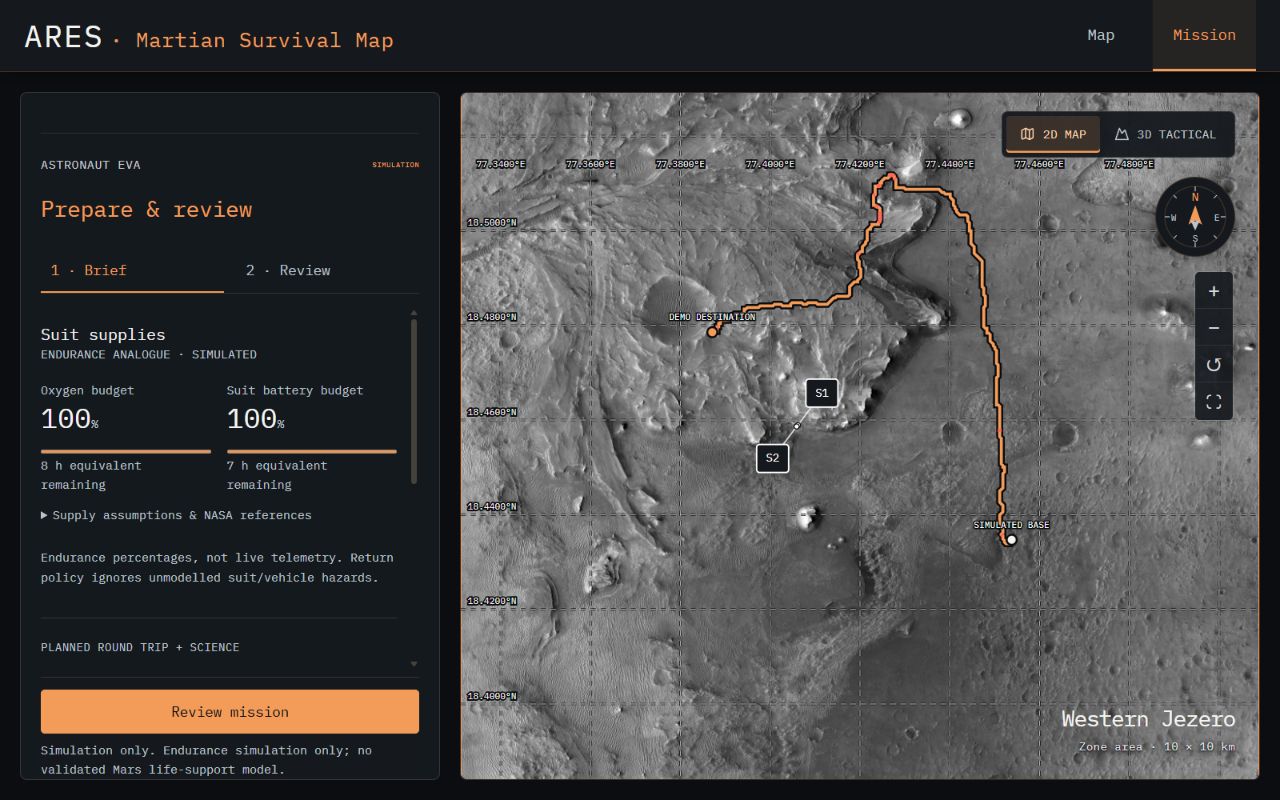 ARES · Martian Survival Map
Map
Mission
ASTRONAUT EVA
SIMULATION
Prepare & review
1 · Brief
2 · Review
Suit supplies
ENDURANCE ANALOGUE · SIMULATED
Oxygen budget
100%
8 h equivalent
remaining
Suit battery budget
100%
7 h equivalent
remaining
▶ Supply assumptions & NASA references
Endurance percentages, not live telemetry. Return
policy ignores unmodelled suit/vehicle hazards.
PLANNED ROUND TRIP + SCIENCE
Review mission
Simulation only. Endurance simulation only; no
validated Mars life-support model.
2D MAP
3D TACTICAL
77.3400°E
77.3600°E
77.3800°E
77.4000°E
77.4200°E
77.4400°E
77.4600°E
77.4800°E
N
W
E
S
18.5000°N
18.4800°N
18.4600°N
18.4400°N
18.4200°N
18.4000°N
DEMO DESTINATION
S1
S2
SIMULATED BASE
+
−
Western Jezero
Zone area · 10 × 10 km